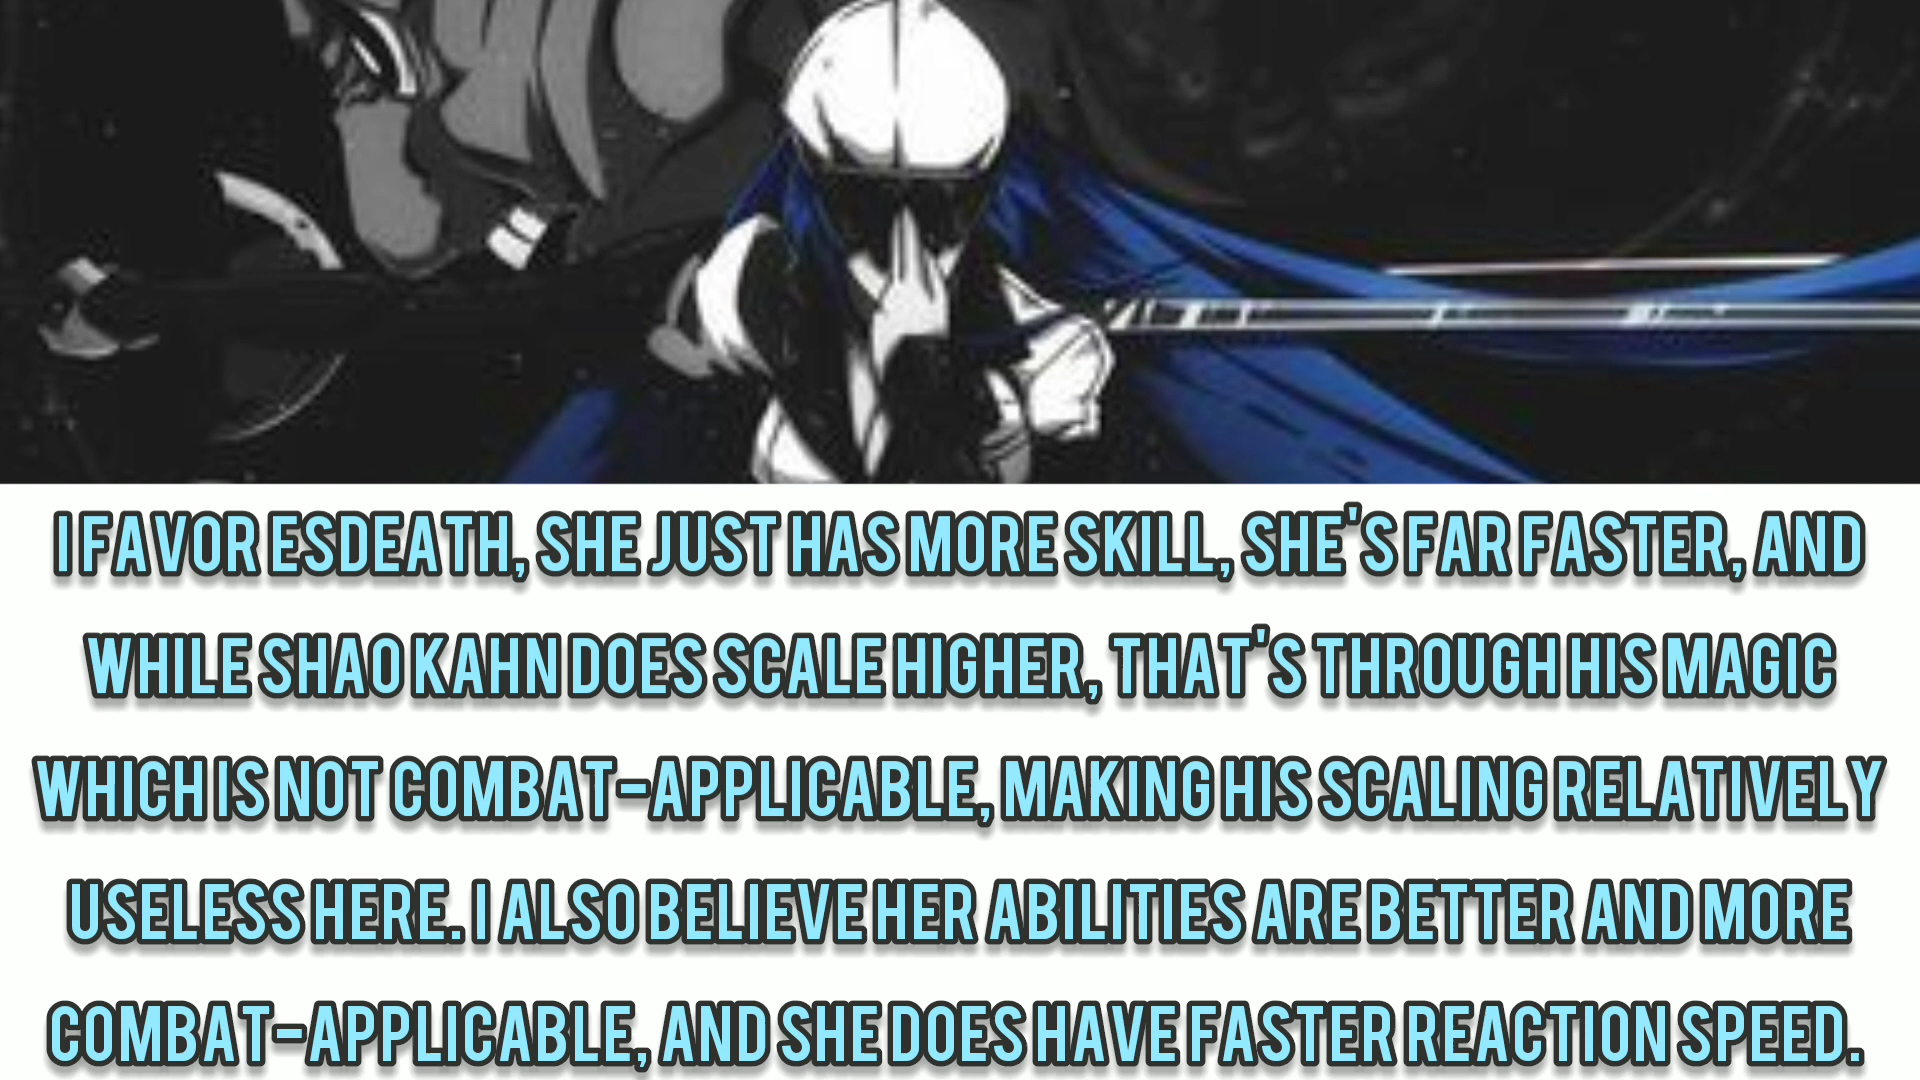 I FAVOR ESDEATH, SHE JUST HAS MORE SKILL, SHE'S FAR FASTER, AND
WHILE SHAO KAHN DOES SCALE HIGHER, THAT'S THROUGH HIS MAGIC
WHICH IS NOT COMBAT-APPLICABLE, MAKING HIS SCALING RELATIVELY
USELESS HERE. I ALSO BELIEVE HER ABILITIES ARE BETTER AND MORE
COMBAT-APPLICABLE, AND SHE DOES HAVE FASTER REACTION SPEED.